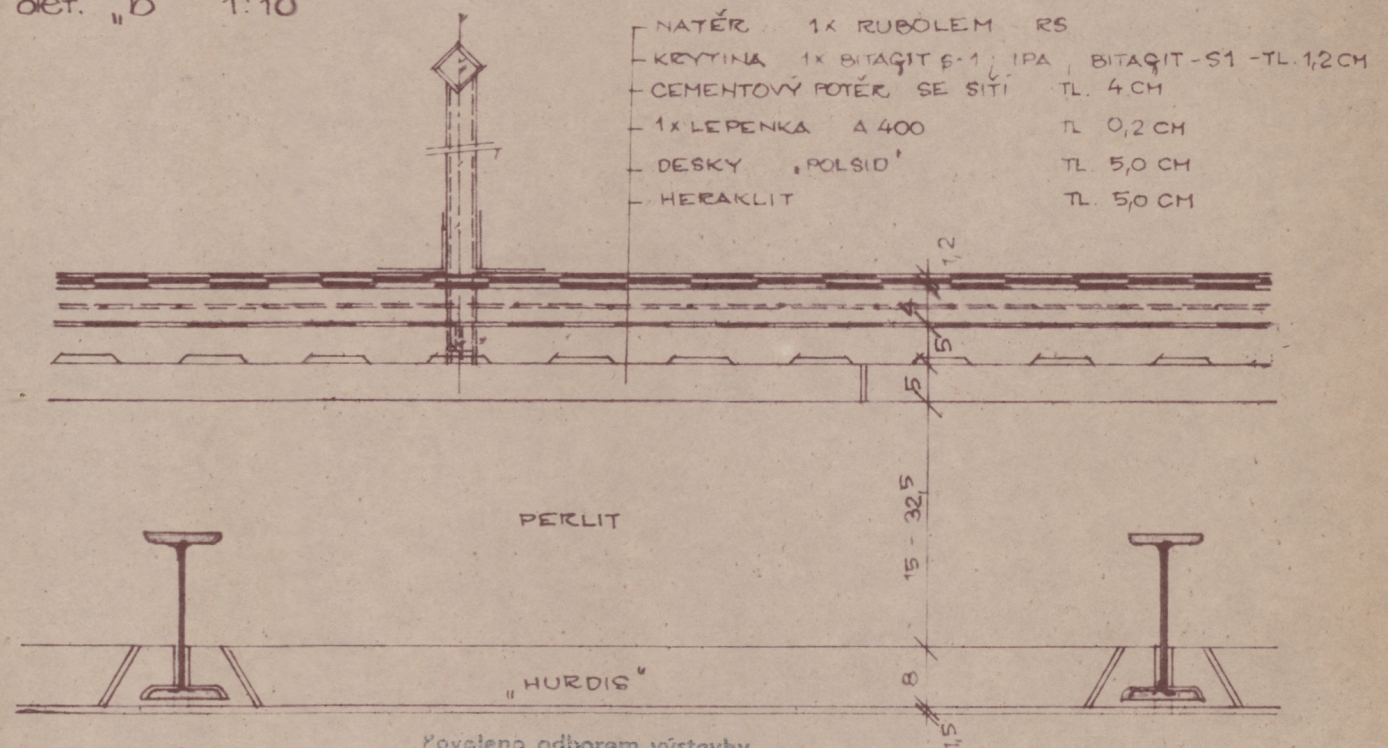 DET. „B 1:10
NATĚR 1x RUBOLEM RS
KRYTINA 1x BITAGIT S-1, IPA, BITAGIT-S1 -TL. 1,2 CM
CEMENTOVÝ POTĚR SE SÍTÍ TL. 4 CM
1x LEPENKA A 400 TL 0,2 CM
DESKY „POLSID" TL. 5,0 CM
HERAKLIT TL. 5,0 CM
1,2
4
5
5
15 - 32,5
PERLIT
„HURDIS"
8
1,5
Povoleno odborem výstavby